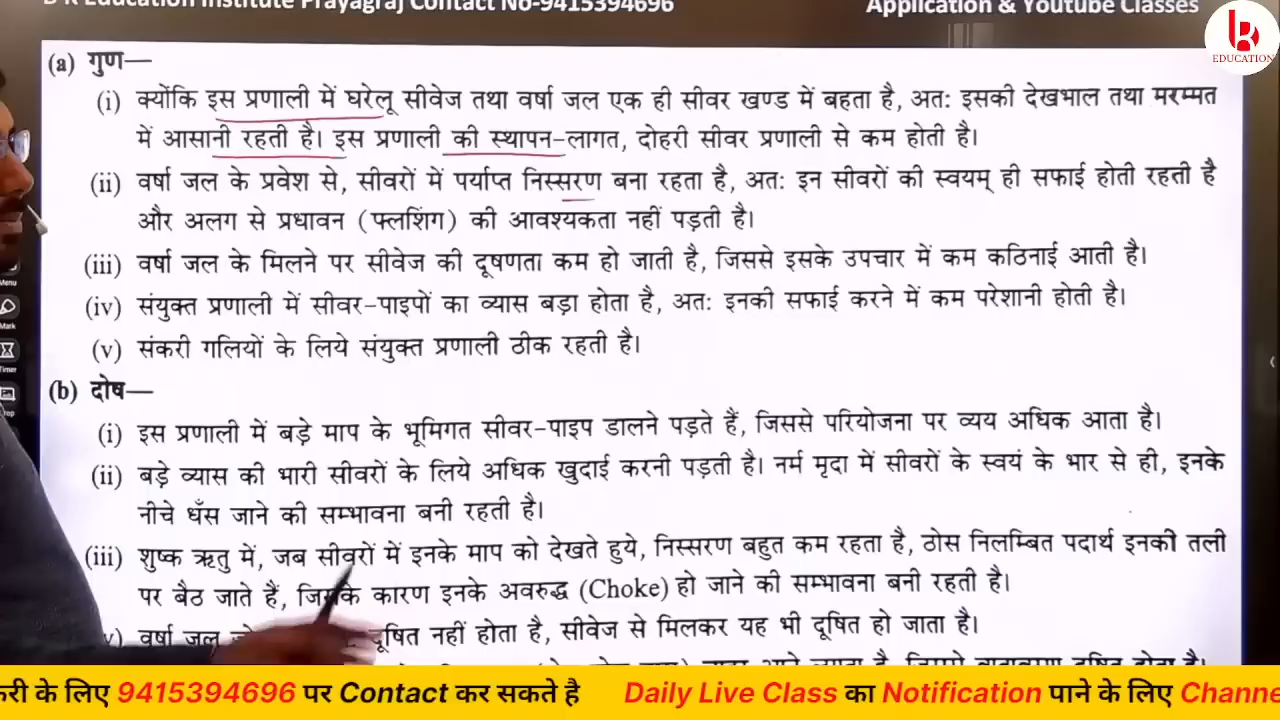 D K Education Institute Prayagraj Contact No-9415394696
Application & Youtube Classes
EDUCATION
(a) गुण—
(i) क्योंकि इस प्रणाली में घरेलू सीवेज तथा वर्षा जल एक ही सीवर खण्ड में बहता है, अतः इसकी देखभाल तथा मरम्मत
में आसानी रहती है। इस प्रणाली की स्थापन-लागत, दोहरी सीवर प्रणाली से कम होती है।
(ii) वर्षा जल के प्रवेश से, सीवरों में पर्याप्त निस्सरण बना रहता है, अतः इन सीवरों की स्वयम् ही सफाई होती रहती है
और अलग से प्रधावन (फ्लशिंग) की आवश्यकता नहीं पड़ती है।
(iii) वर्षा जल के मिलने पर सीवेज की दूषणता कम हो जाती है, जिससे इसके उपचार में कम कठिनाई आती है।
Menu
(iv) संयुक्त प्रणाली में सीवर-पाइपों का व्यास बड़ा होता है, अतः इनकी सफाई करने में कम परेशानी होती है।
Mark
(v) संकरी गलियों के लिये संयुक्त प्रणाली ठीक रहती है।
(b) दोष—
(i) इस प्रणाली में बड़े माप के भूमिगत सीवर-पाइप डालने पड़ते हैं, जिससे परियोजना पर व्यय अधिक आता है।
(ii) बड़े व्यास की भारी सीवरों के लिये अधिक खुदाई करनी पड़ती है। नर्म मृदा में सीवरों के स्वयं के भार से ही, इनके
नीचे धँस जाने की सम्भावना बनी रहती है।
(iii) शुष्क ऋतु में, जब सीवरों में इनके माप को देखते हुये, निस्सरण बहुत कम रहता है, ठोस निलम्बित पदार्थ इनकी तली
पर बैठ जाते हैं, जिसके कारण इनके अवरुद्ध (Choke) हो जाने की सम्भावना बनी रहती है।
वर्षा जल दूषित नहीं होता है, सीवेज से मिलकर यह भी दूषित हो जाता है।
के लिए 9415394696 पर Contact कर सकते है Daily Live Class का Notification पाने के लिए Channe